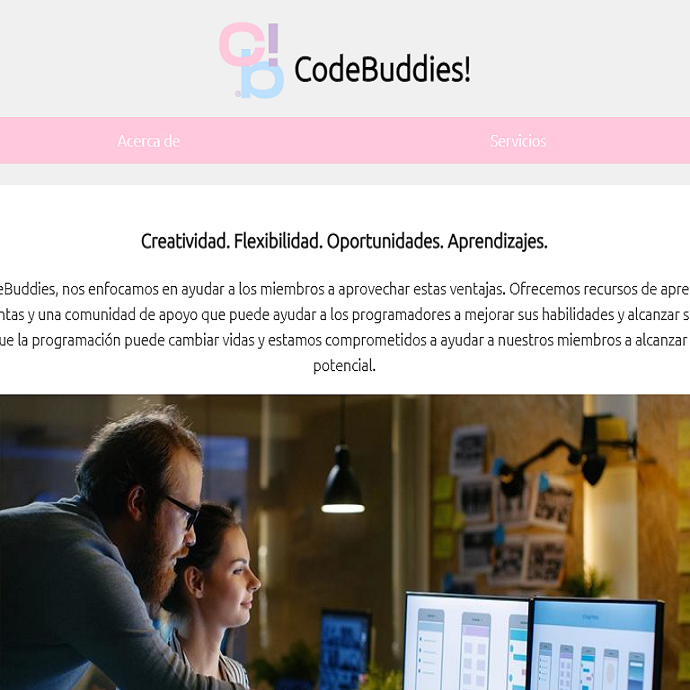 CodeBuddies!
Acerca de Servicios
Creatividad. Flexibilidad. Oportunidades. Aprendizajes.
eBuddies, nos enfocamos en ayudar a los miembros a aprovechar estas ventajas. Ofrecemos recursos de apre
ntas y una comunidad de apoyo que puede ayudar a los programadores a mejorar sus habilidades y alcanzar s
ue la programación puede cambiar vidas y estamos comprometidos a ayudar a nuestros miembros a alcanzar
potencial.